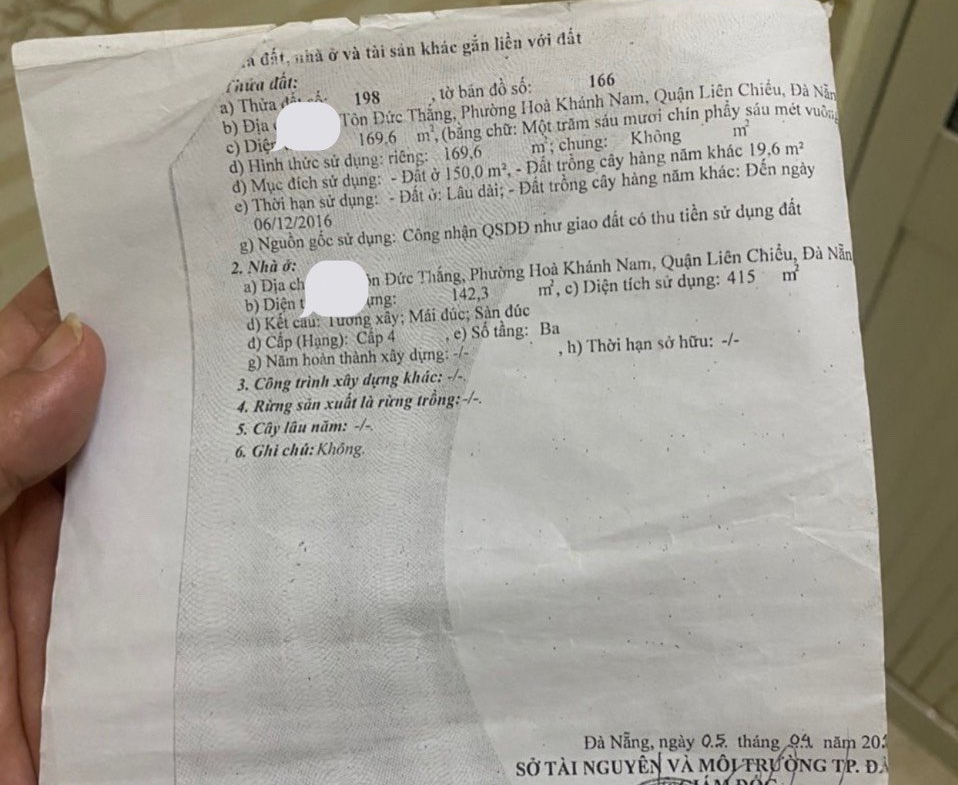 đất, nhà ở và tài sản khác gắn liền với đất
Thửa đất:
a) Thửa đất số: 198 , tờ bản đồ số: 166
b) Địa Tôn Đức Thắng, Phường Hoà Khánh Nam, Quận Liên Chiểu, Đà Nẵn
c) Diện 169,6 m², (bằng chữ: Một trăm sáu mươi chín phẩy sáu mét vuông
d) Hình thức sử dụng: riêng: 169,6 m²; chung: Không m²
đ) Mục đích sử dụng: - Đất ở 150,0 m², - Đất trồng cây hàng năm khác 19,6 m²
e) Thời hạn sử dụng: - Đất ở: Lâu dài; - Đất trồng cây hàng năm khác: Đến ngày
06/12/2016
g) Nguồn gốc sử dụng: Công nhận QSDĐ như giao đất có thu tiền sử dụng đất
2. Nhà ở:
a) Địa ch ôn Đức Thắng, Phường Hoà Khánh Nam, Quận Liên Chiểu, Đà Nẵn
b) Diện t ựng: 142,3 m², c) Diện tích sử dụng: 415 m²
d) Kết cấu: Tường xây; Mái đúc; Sàn đúc
đ) Cấp (Hạng): Cấp 4 , e) Số tầng: Ba
g) Năm hoàn thành xây dựng: -/- , h) Thời hạn sở hữu: -/-
3. Công trình xây dựng khác: -/-.
4. Rừng sản xuất là rừng trồng:-/-.
5. Cây lâu năm: -/-.
6. Ghi chú: Không.
Đà Nẵng, ngày 05 tháng 04 năm 20
SỞ TÀI NGUYÊN VÀ MÔI TRƯỜNG TP. ĐÀ
GIÁM ĐỐC